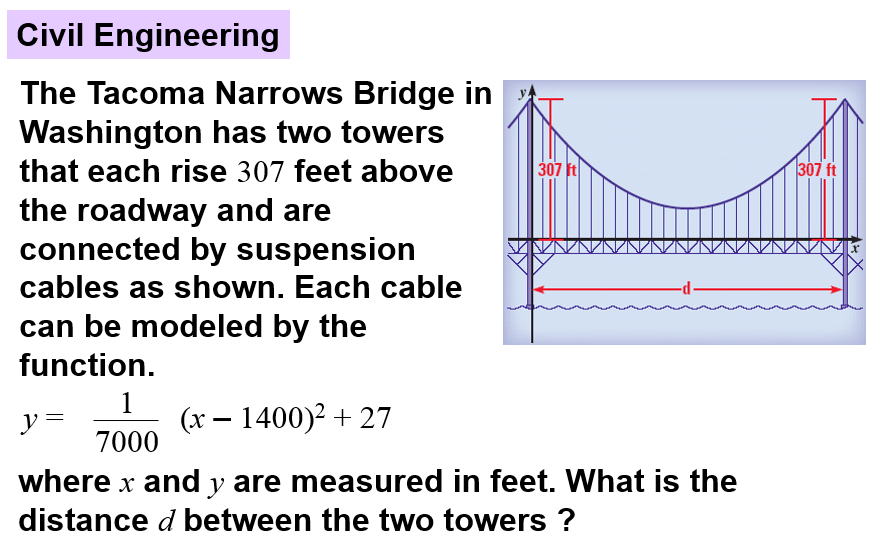 Civil Engineering
The Tacoma Narrows Bridge in
Washington has two towers
that each rise 307 feet above
the roadway and are
connected by suspension
cables as shown. Each cable
can be modeled by the
function.
y
307 ft
307 ft
x
d
y = 1/7000 (x – 1400)² + 27
where x and y are measured in feet. What is the
distance d between the two towers ?